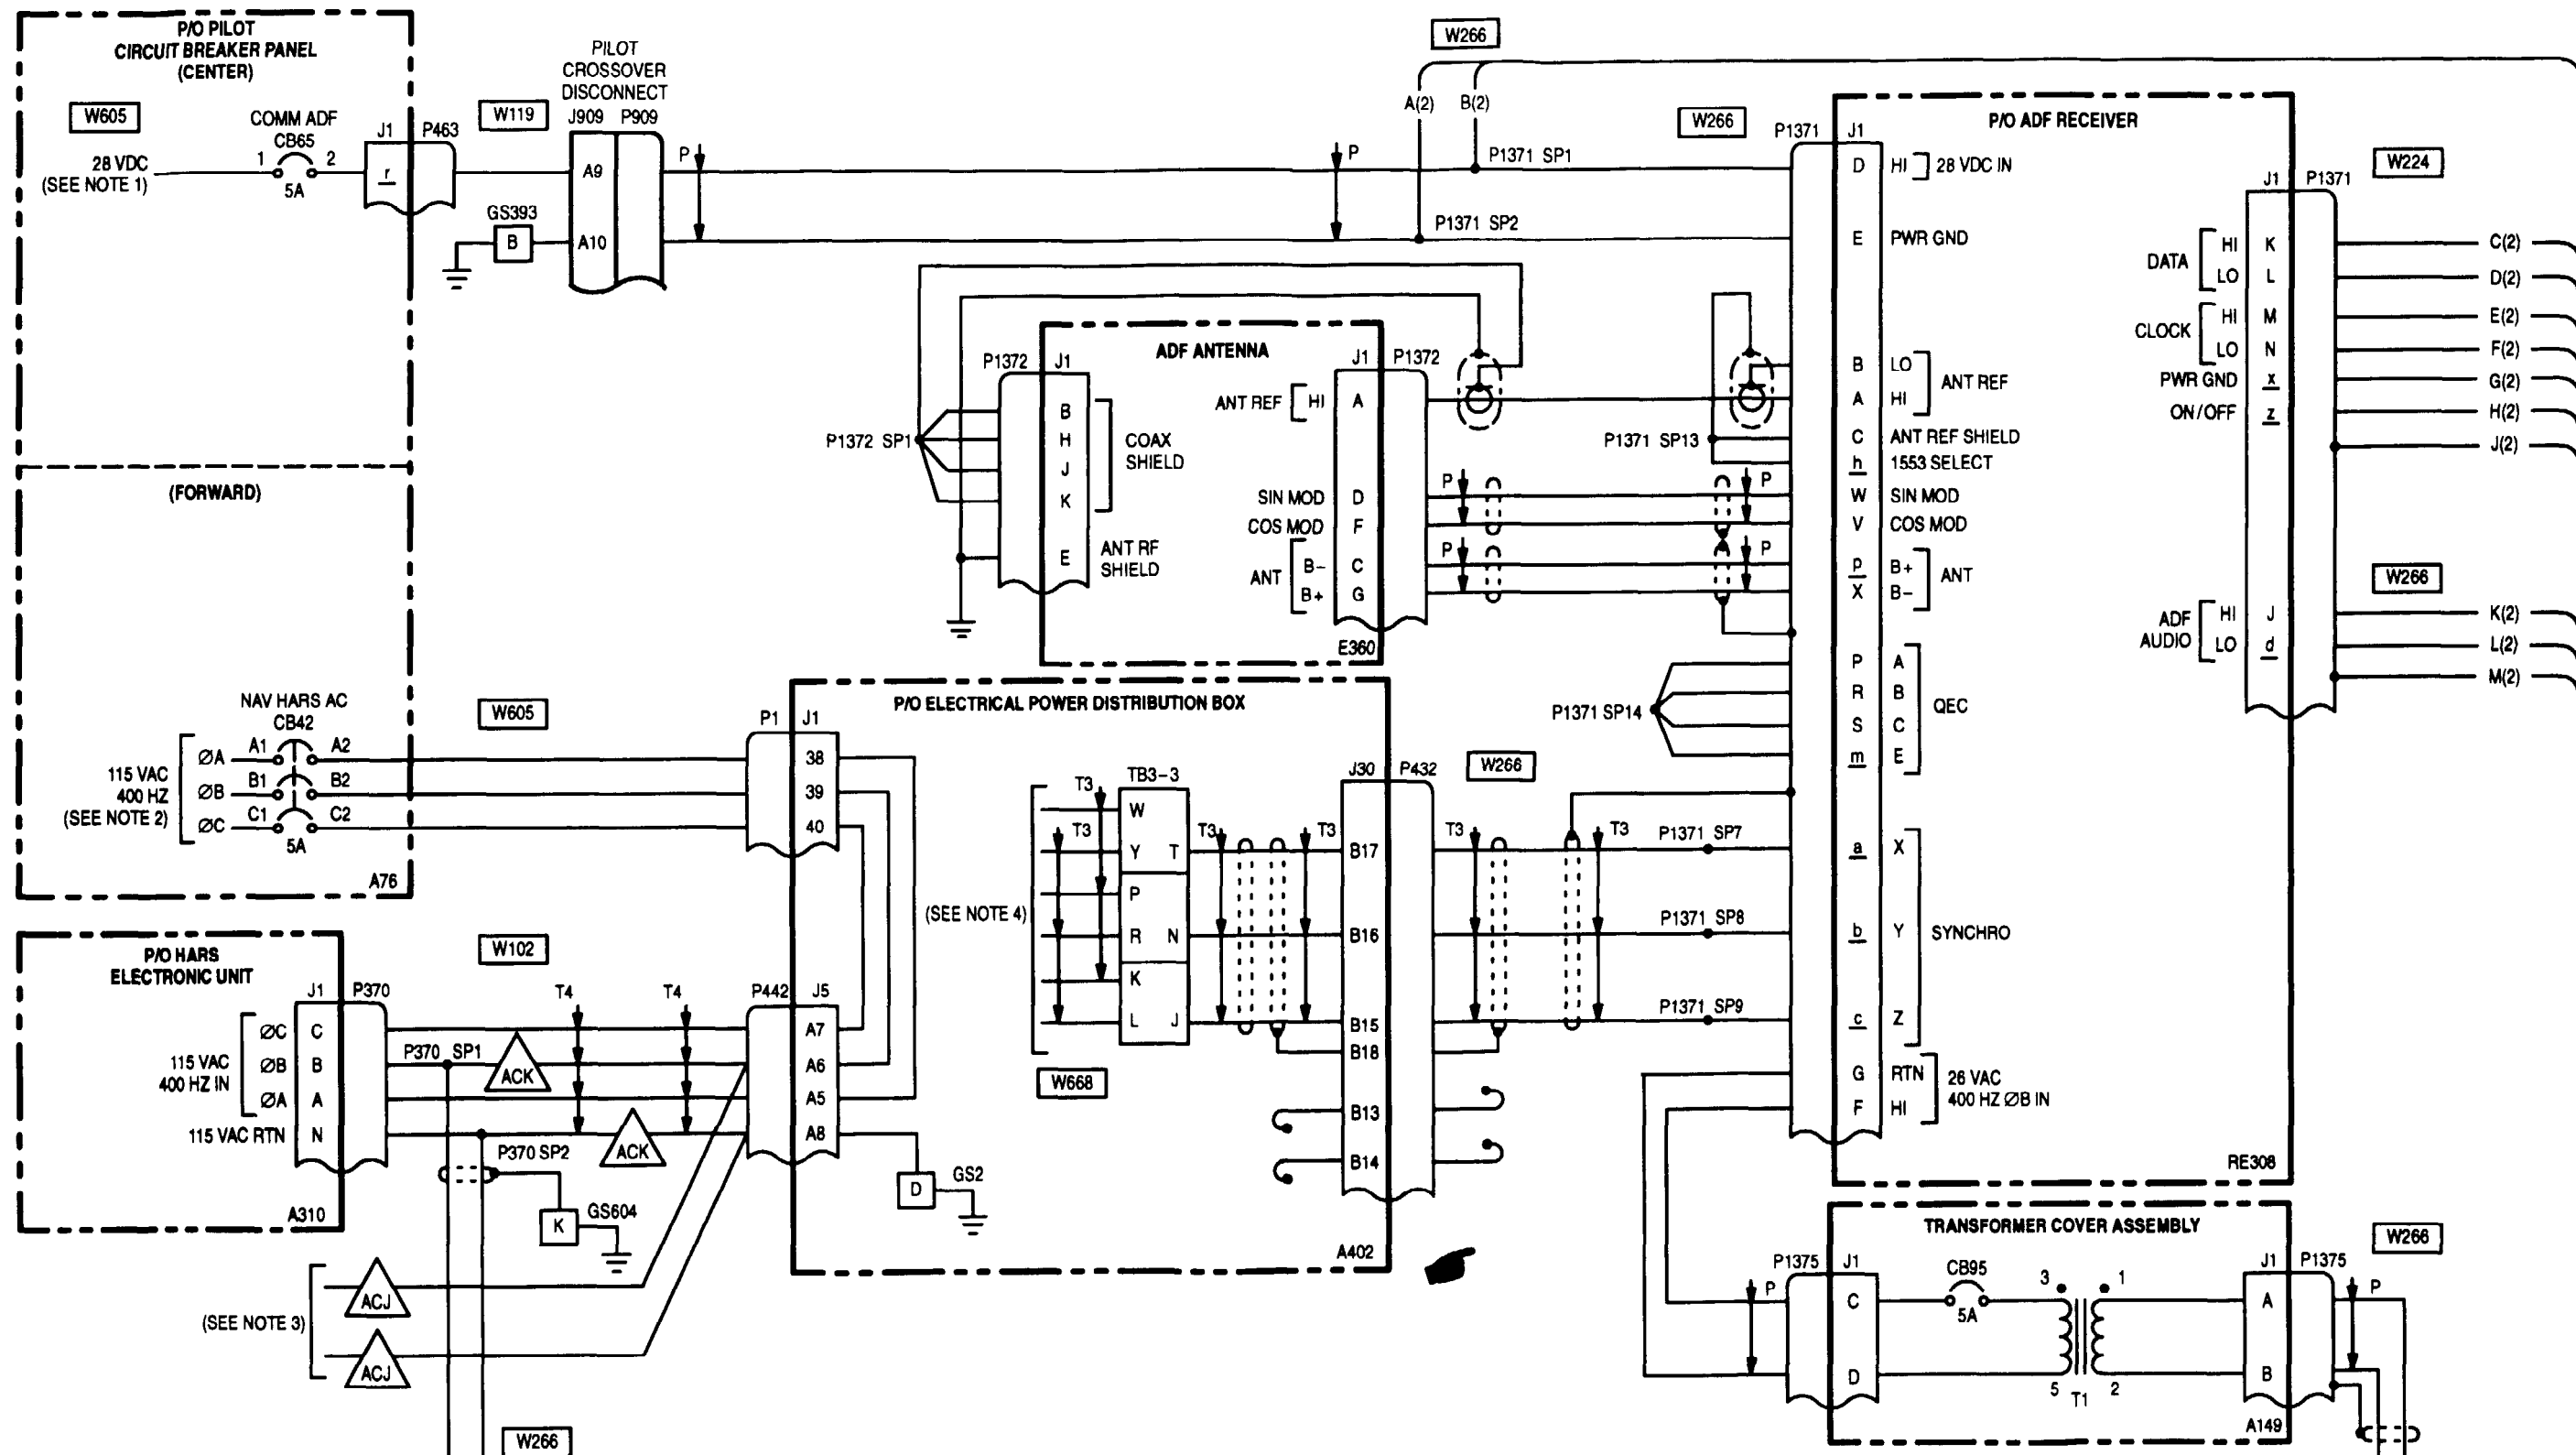 P/O PILOT
CIRCUIT BREAKER PANEL
(CENTER)
W605
COMM ADF
CB65
1 2
5A
28 VDC
(SEE NOTE 1)
J1 P463
r
W119
PILOT
CROSSOVER
DISCONNECT
J909 P909
A9
A10
GS393
B
P
P
W266
A(2) B(2)
P1371 SP1
P1371 SP2
W266
P1371 J1
P/O ADF RECEIVER
D HI 28 VDC IN
E PWR GND
B LO
A HI
ANT REF
C ANT REF SHIELD
h 1553 SELECT
W SIN MOD
V COS MOD
p B+
X B-
ANT
P A
R B
S C
m E
QEC
a X
b Y
c Z
SYNCHRO
G RTN
F HI
26 VAC
400 HZ ØB IN
RE308
J1 P1371
W224
DATA
HI K C(2)
LO L D(2)
CLOCK
HI M E(2)
LO N F(2)
PWR GND x G(2)
ON/OFF z H(2)
J(2)
W266
ADF
AUDIO
HI J K(2)
LO d L(2)
M(2)
ADF ANTENNA
P1372 J1
B
H
J
K
COAX
SHIELD
E
ANT RF
SHIELD
P1372 SP1
J1 P1372
ANT REF HI A
SIN MOD D
COS MOD F
ANT
B- C
B+ G
E360
P P
P P
P1371 SP13
P1371 SP14
(FORWARD)
NAV HARS AC
CB42
115 VAC
400 HZ
(SEE NOTE 2)
ØA A1 A2
ØB B1 B2
ØC C1 C2
5A
A76
W605
P/O ELECTRICAL POWER DISTRIBUTION BOX
P1 J1
38
39
40
(SEE NOTE 4)
T3
T3
TB3-3
W
Y T
P
R N
K
L J
W668
T3 T3
J30 P432
B17
B16
B15
B18
B13
B14
W266
T3 T3
P1371 SP7
P1371 SP8
P1371 SP9
A402
P/O HARS
ELECTRONIC UNIT
J1 P370
115 VAC
400 HZ IN
ØC C
ØB B
ØA A
115 VAC RTN N
A310
W102
T4 T4
P370 SP1
ACK
P370 SP2
ACK
P442 J5
A7
A6
A5
A8
D
GS2
K
GS604
(SEE NOTE 3)
ACJ
ACJ
W266
TRANSFORMER COVER ASSEMBLY
P1375 J1
P
C
D
CB95
5A
3 1
5 2
T1
J1 P1375
A
B
P
W266
A149